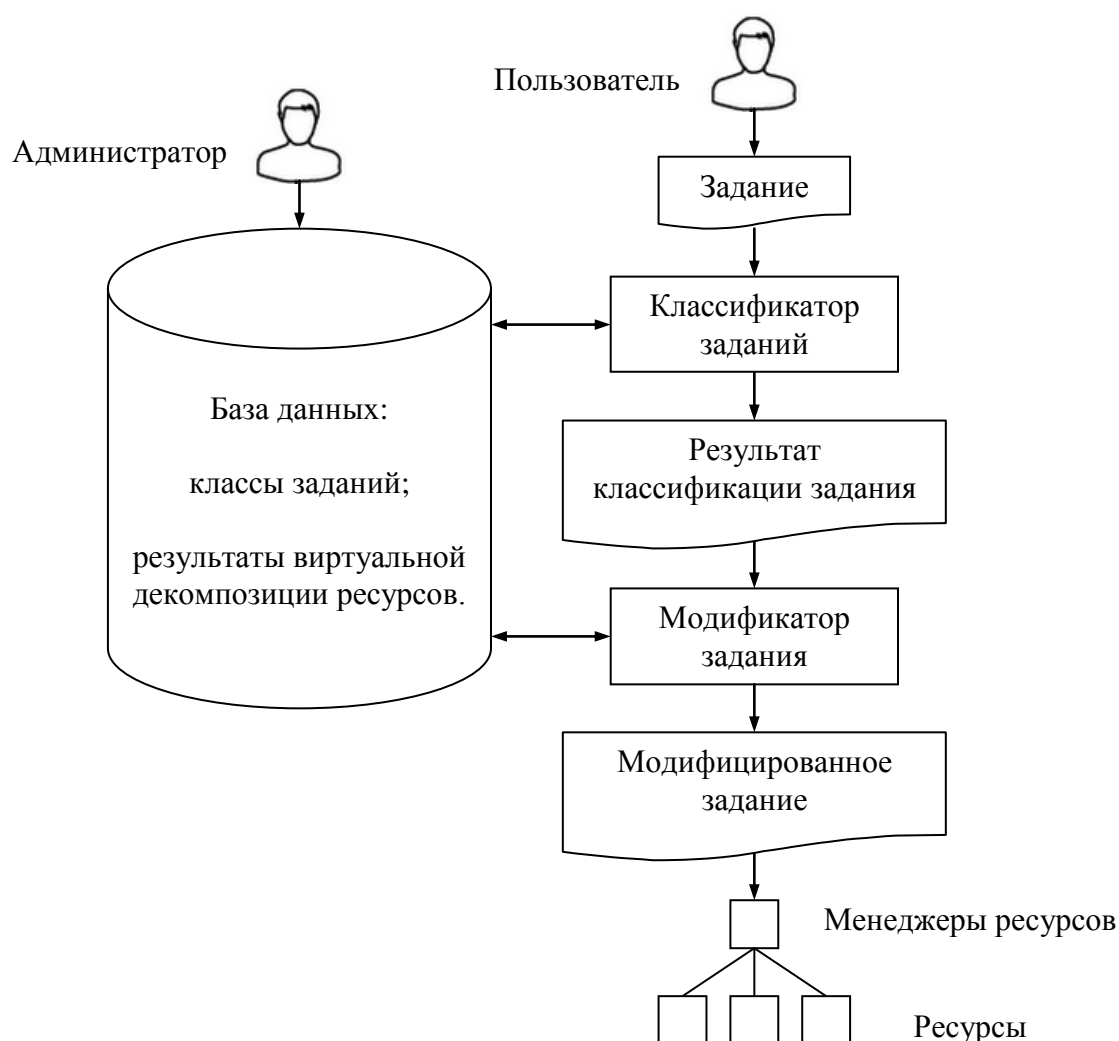 Пользователь
Администратор
Задание
Классификатор
заданий
База данных:
классы заданий;
результаты виртуальной
декомпозиции ресурсов.
Результат
классификации задания
Модификатор
задания
Модифицированное
задание
Менеджеры ресурсов
Ресурсы